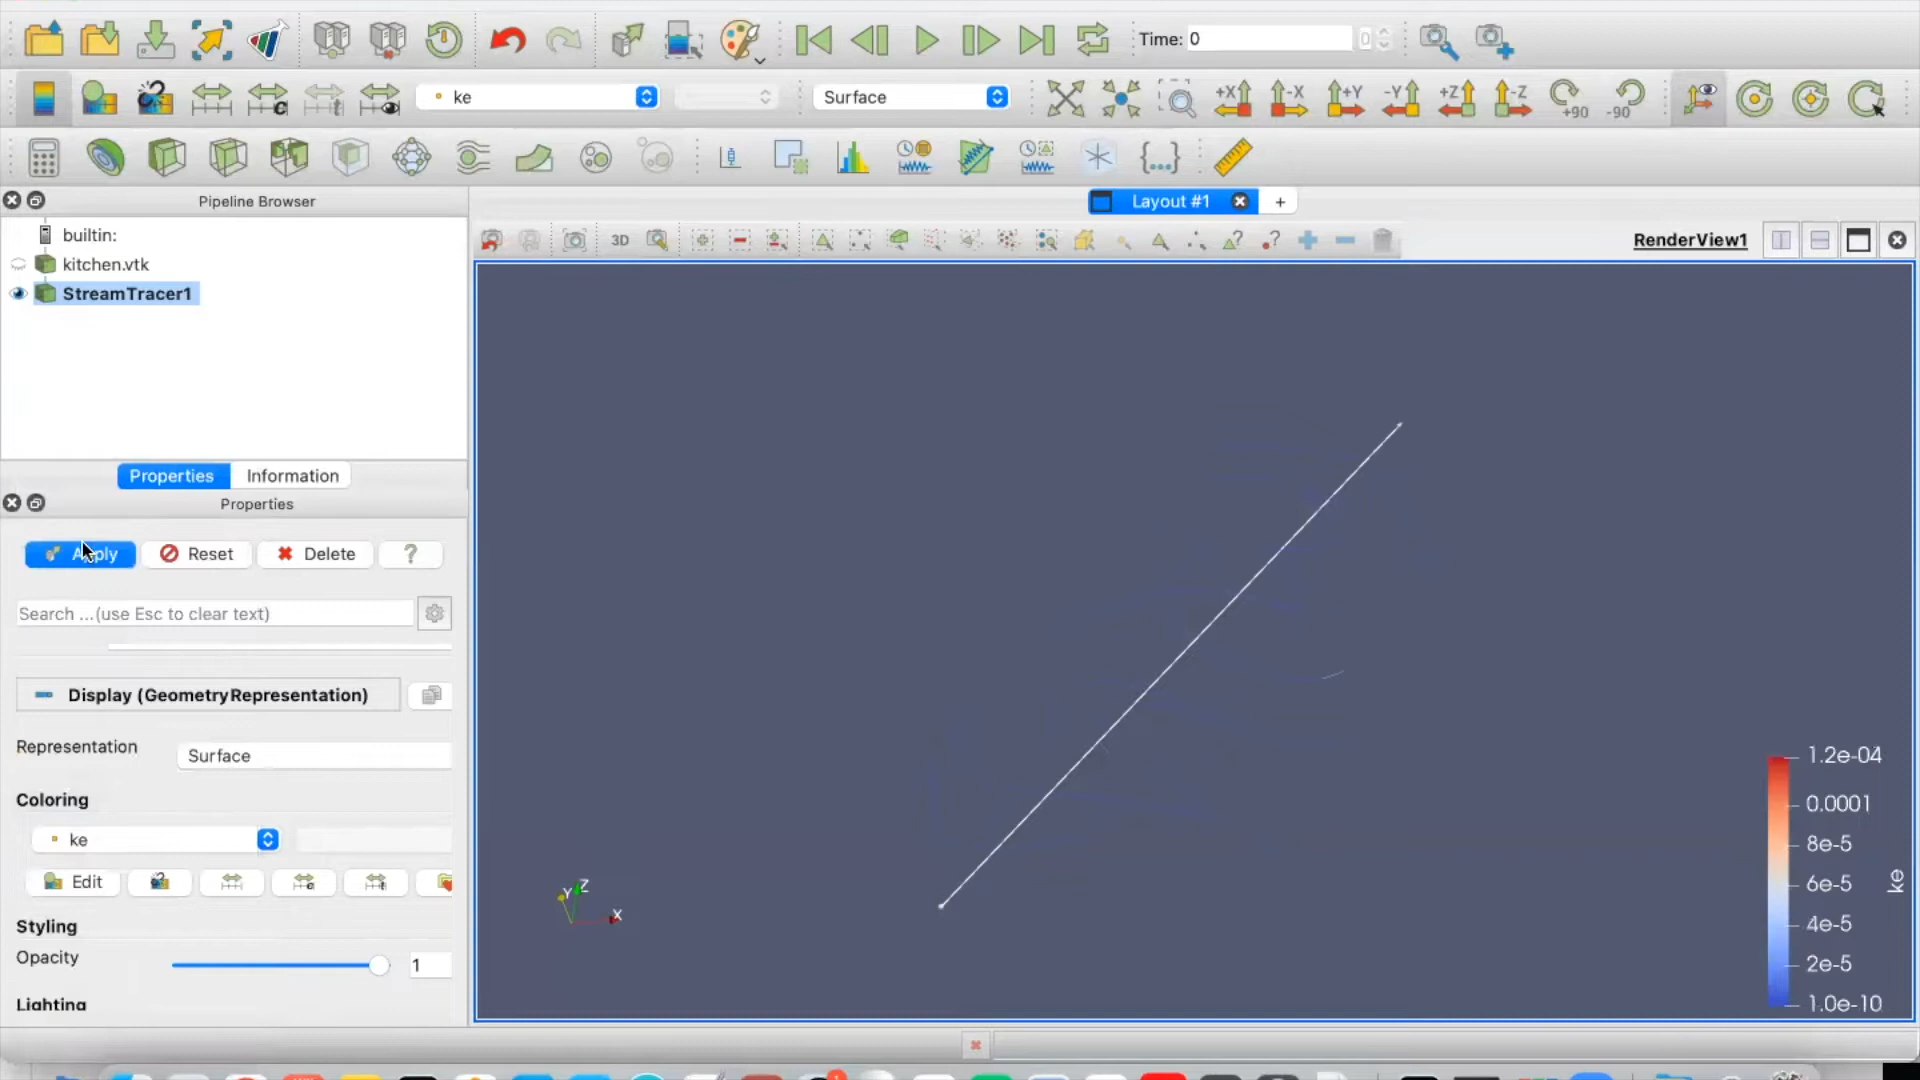 Time: 0
0
ke
Surface
+X
-X
+Y
-Y
+Z
-Z
+90
-90
Pipeline Browser
Layout #1
+
builtin:
3D
RenderView1
kitchen.vtk
StreamTracer1
Properties
Information
Properties
Apply
Reset
Delete
?
Search ...(use Esc to clear text)
Display (GeometryRepresentation)
Representation
Surface
Coloring
ke
Edit
Styling
Opacity
1
Lighting
Y
Z
X
1.2e-04
0.0001
8e-5
6e-5
4e-5
2e-5
1.0e-10
ke